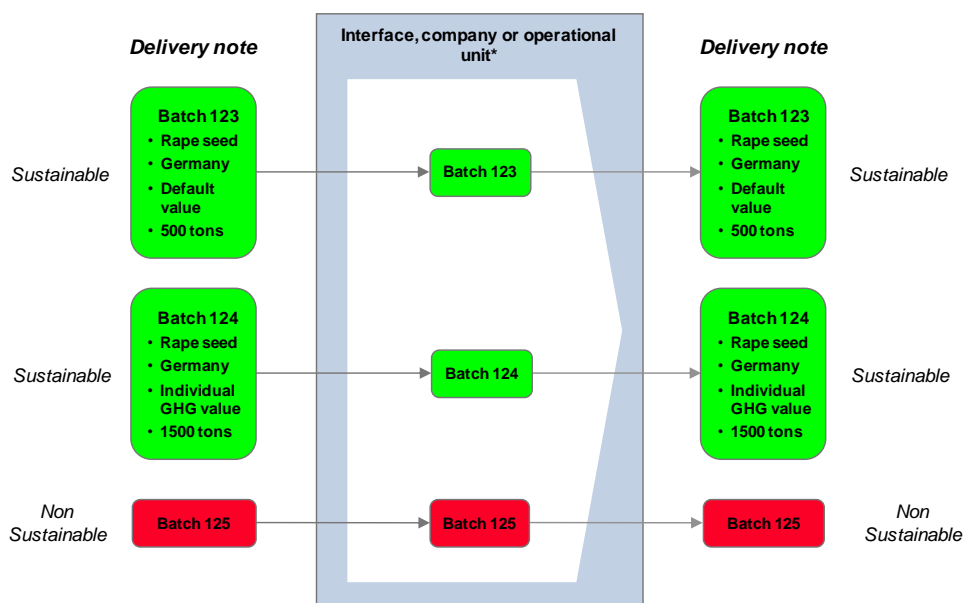 Delivery note
Interface, company or operational
unit*
Delivery note
Sustainable
Batch 123
• Rape seed
• Germany
• Default
value
• 500 tons
Batch 123
Batch 123
• Rape seed
• Germany
• Default
value
• 500 tons
Sustainable
Sustainable
Batch 124
• Rape seed
• Germany
• Individual
GHG value
• 1500 tons
Batch 124
Batch 124
• Rape seed
• Germany
• Individual
GHG value
• 1500 tons
Sustainable
Non
Sustainable
Batch 125
Batch 125
Batch 125
Non
Sustainable